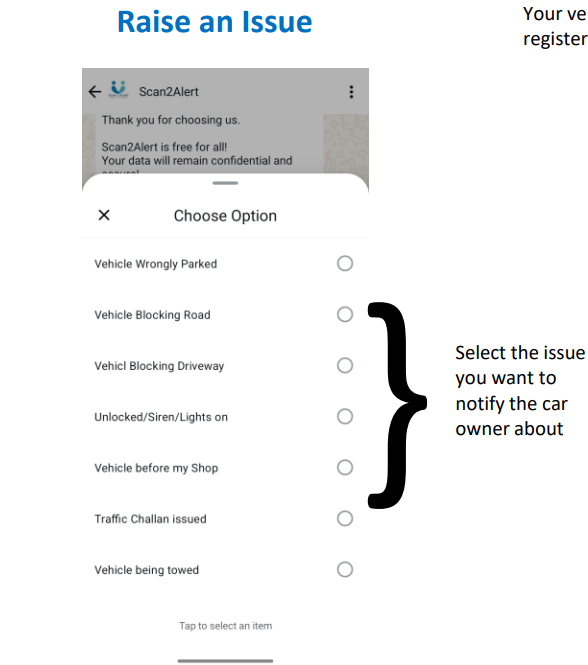 Raise an Issue
Your ve
register
Scan2Alert
Thank you for choosing us.
Scan2Alert is free for all!
Your data will remain confidential and
Choose Option
Vehicle Wrongly Parked
Vehicle Blocking Road
Vehicl Blocking Driveway
Unlocked/Siren/Lights on
Vehicle before my Shop
Traffic Challan issued
Vehicle being towed
Tap to select an item
Select the issue
you want to
notify the car
owner about